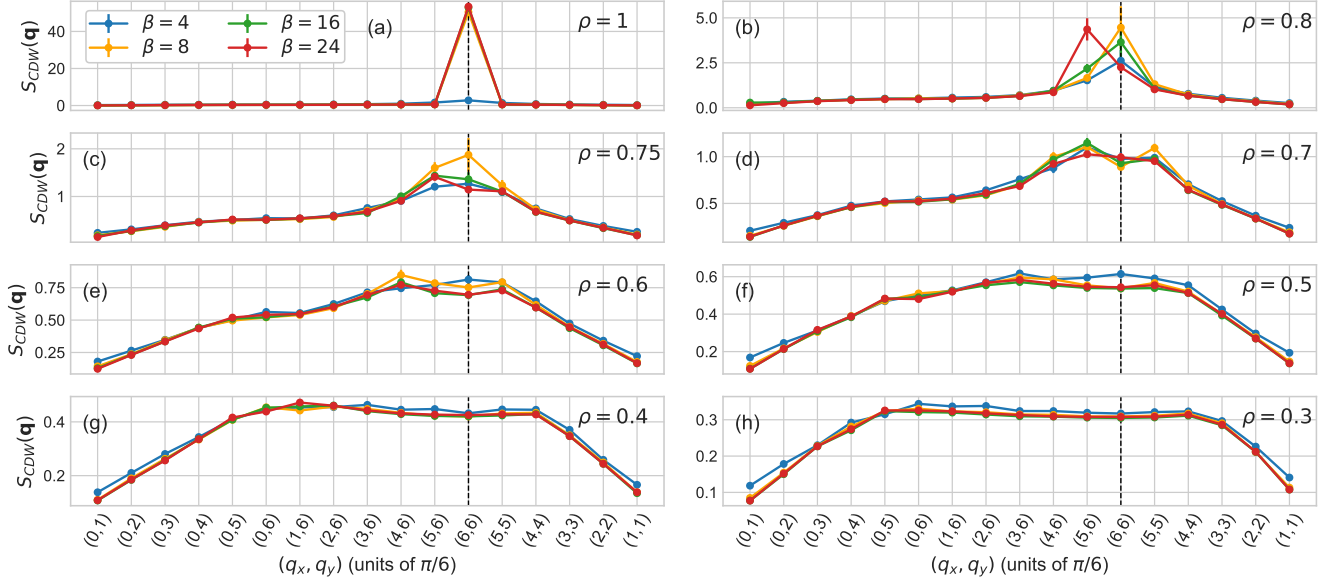 β = 4
β = 8
β = 16
β = 24
(a)
ρ = 1
S_CDW(q)
40
20
0
(b)
ρ = 0.8
5.0
2.5
0.0
(c)
ρ = 0.75
S_CDW(q)
2
1
(d)
ρ = 0.7
1.0
0.5
(e)
ρ = 0.6
S_CDW(q)
0.75
0.50
0.25
(f)
ρ = 0.5
0.6
0.4
0.2
(g)
ρ = 0.4
S_CDW(q)
0.4
0.2
(h)
ρ = 0.3
0.3
0.2
0.1
(0,1) (0,2) (0,3) (0,4) (0,5) (0,6) (1,6) (2,6) (3,6) (4,6) (5,6) (6,6) (5,5) (4,4) (3,3) (2,2) (1,1)
(q_x, q_y) (units of π/6)
(0,1) (0,2) (0,3) (0,4) (0,5) (0,6) (1,6) (2,6) (3,6) (4,6) (5,6) (6,6) (5,5) (4,4) (3,3) (2,2) (1,1)
(q_x, q_y) (units of π/6)